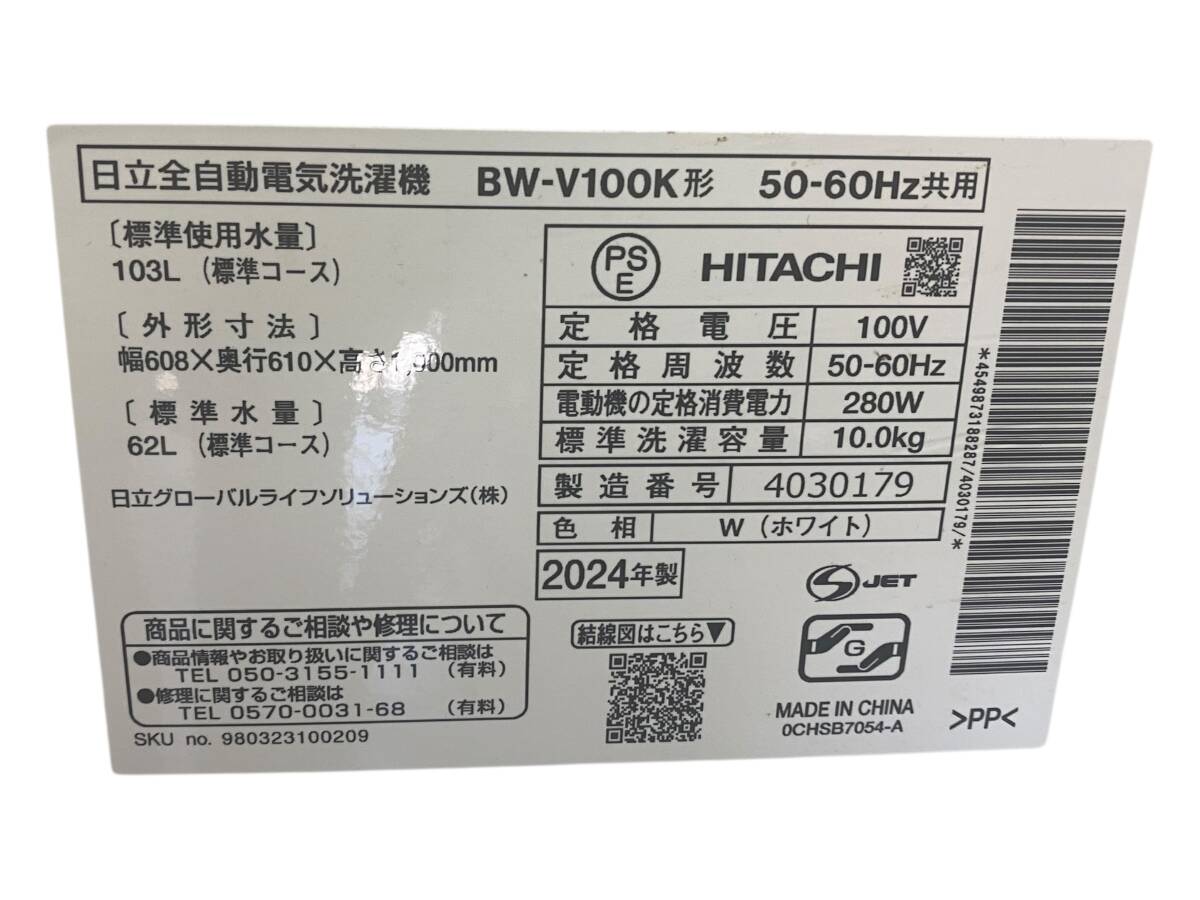 日立全自動電気洗濯機 BW-V100K形 50-60Hz共用
〔標準使用水量〕
103L (標準コース)
〔外形寸法〕
幅608×奥行610×高さ1,000mm
〔標準水量〕
62L (標準コース)
日立グローバルライフソリューションズ(株)
PS
E
HITACHI
定格電圧 100V
定格周波数 50-60Hz
電動機の定格消費電力 280W
標準洗濯容量 10.0kg
製造番号 4030179
色相 W (ホワイト)
2024年製
S JET
商品に関するご相談や修理について
●商品情報やお取り扱いに関するご相談は
TEL 050-3155-1111 (有料)
●修理に関するご相談は
TEL 0570-0031-68 (有料)
SKU no. 980323100209
結線図はこちら▼
G
MADE IN CHINA
0CHSB7054-A
>PP<
*4549873188287/4030179/*